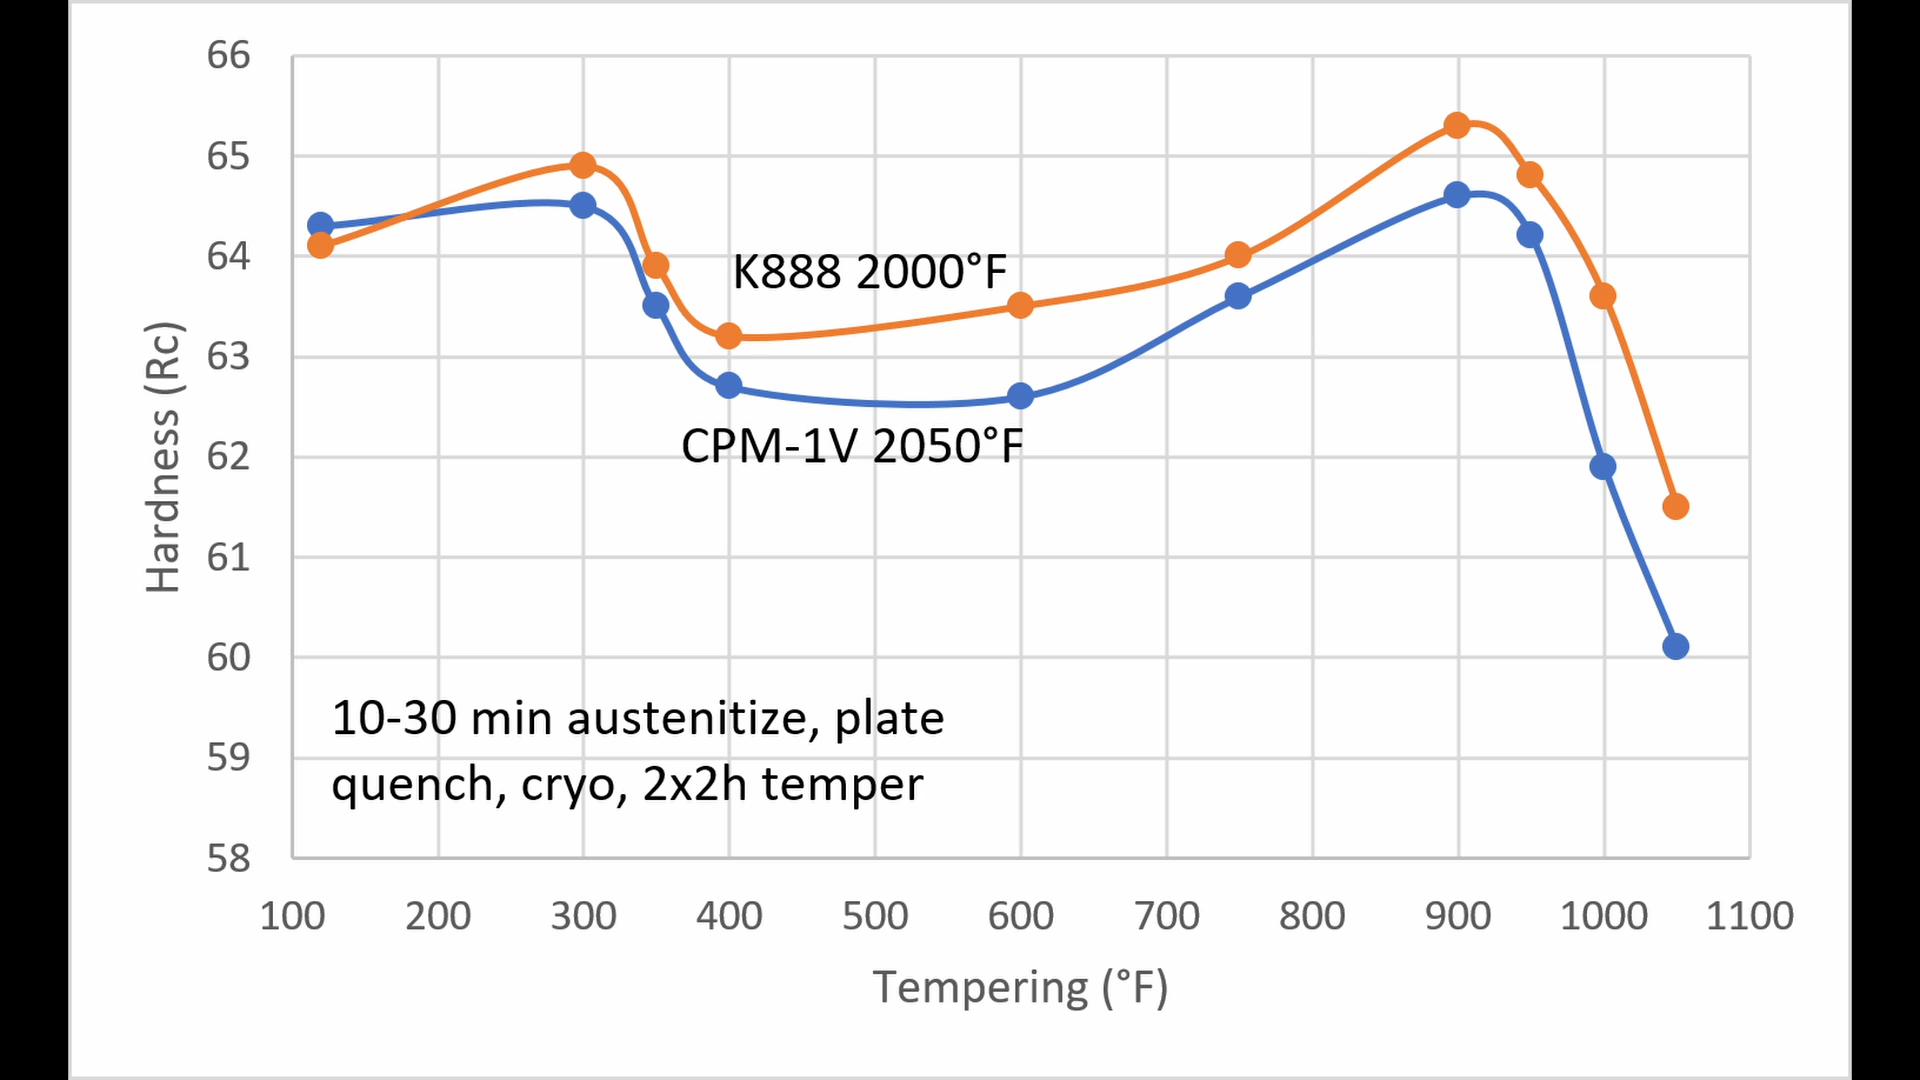 66
65
64
63
62
61
60
59
58
Hardness (Rc)
K888 2000°F
CPM-1V 2050°F
10-30 min austenitize, plate
quench, cryo, 2x2h temper
100 200 300 400 500 600 700 800 900 1000 1100
Tempering (°F)